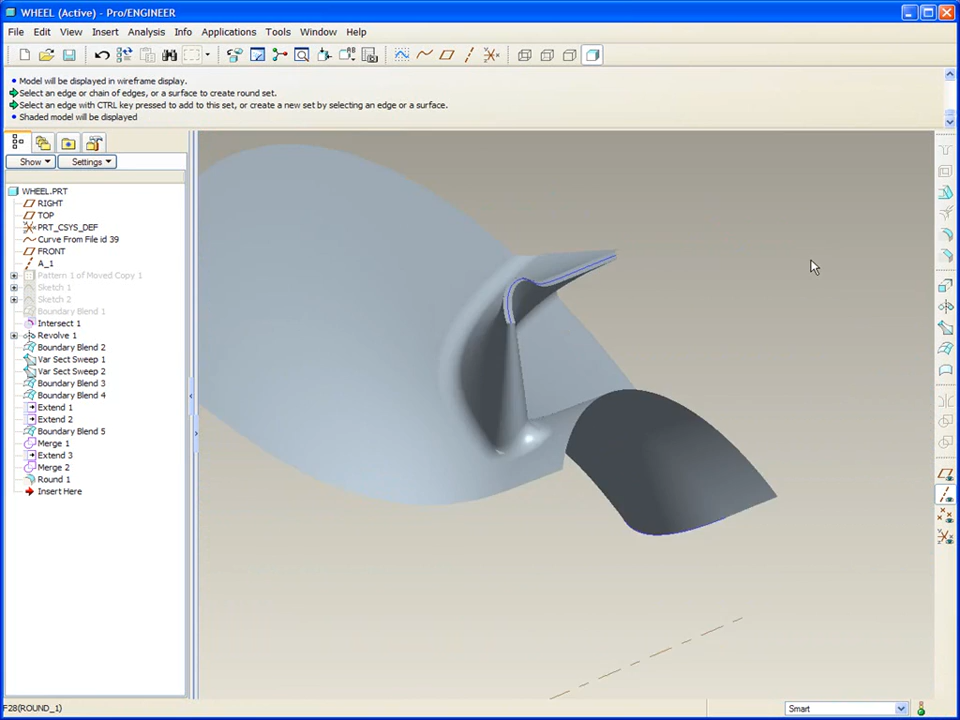 WHEEL (Active) - Pro/ENGINEER
File Edit View Insert Analysis Info Applications Tools Window Help
Model will be displayed in wireframe display.
Select an edge or chain of edges, or a surface to create round set.
Select an edge with CTRL key pressed to add to this set, or create a new set by selecting an edge or a surface.
Shaded model will be displayed
Show Settings
WHEEL.PRT
RIGHT
TOP
PRT_CSYS_DEF
Curve From File id 39
FRONT
A_1
Pattern 1 of Moved Copy 1
Sketch 1
Sketch 2
Boundary Blend 1
Intersect 1
Revolve 1
Boundary Blend 2
Var Sect Sweep 1
Var Sect Sweep 2
Boundary Blend 3
Boundary Blend 4
Extend 1
Extend 2
Boundary Blend 5
Merge 1
Extend 3
Merge 2
Round 1
Insert Here
F28(ROUND_1)
Smart